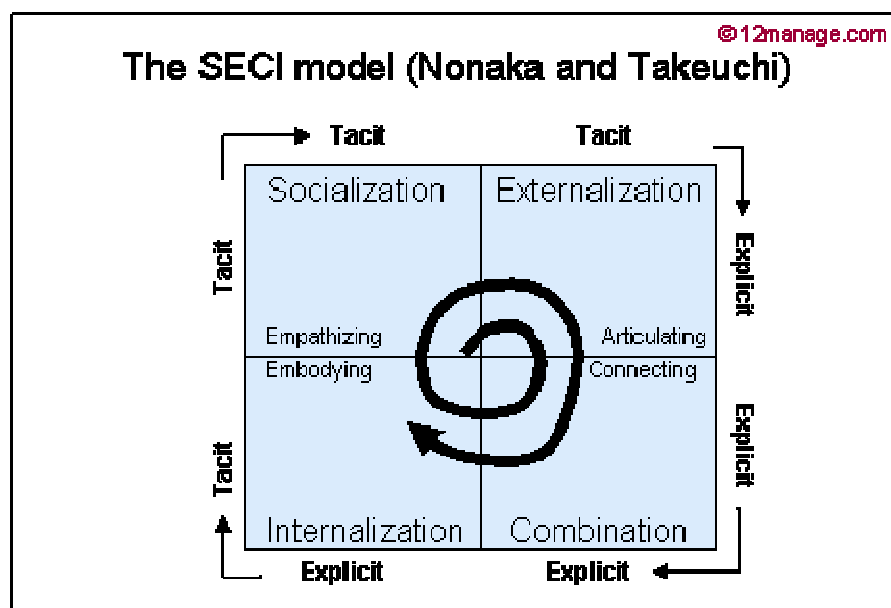 ©12manage.com
The SECI model (Nonaka and Takeuchi)
Tacit Tacit
Socialization Externalization
Tacit Explicit
Empathizing Articulating
Embodying Connecting
Tacit Explicit
Internalization Combination
Explicit Explicit